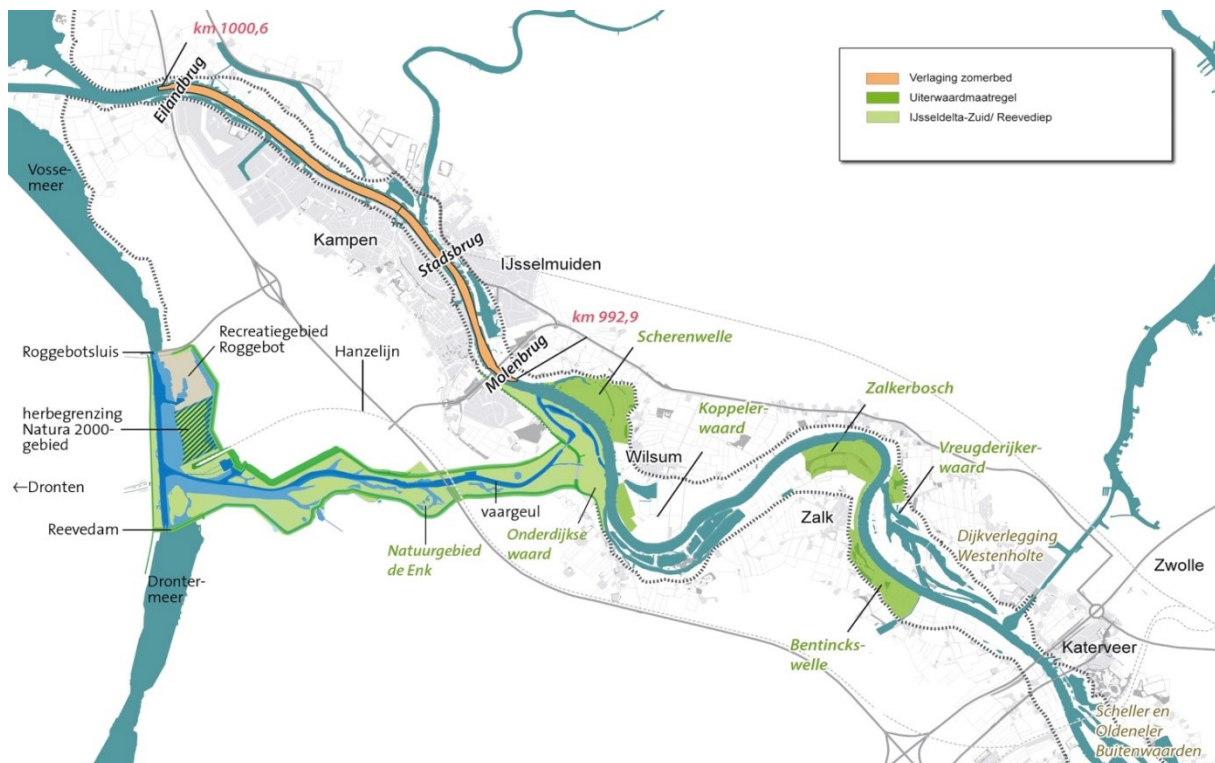 km 1000,6
Eilandbrug
Verlaging zomerbed
Uiterwaardmaatregel
IJsseldelta-Zuid/ Reevediep
Vosse-
meer
Kampen
Stadsbrug
IJsselmuiden
km 992,9
Molenbrug
Scherenwelle
Roggebotsluis
Recreatiegebied
Roggebot
Hanzelijn
Zalkerbosch
herbegrenzing
Natura 2000-
gebied
Koppeler-
waard
Vreugderijker-
waard
Wilsum
←Dronten
vaargeul
Zalk
Reevedam
Onderdijkse
waard
Natuurgebied
de Enk
Dijkverlegging
Westenholte
Zwolle
Dronter-
meer
Bentincks-
welle
Katerveer
Scheller en
Oldeneler
Buitenwaarden